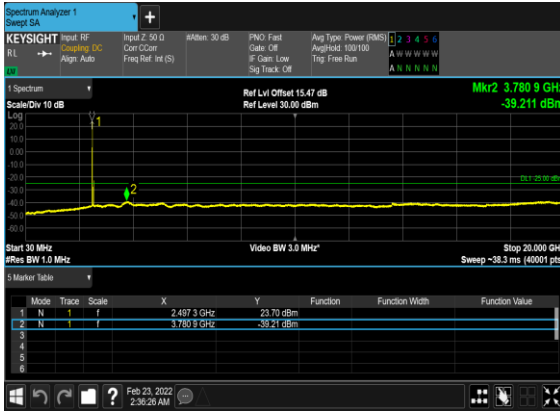 Spectrum Analyzer 1
Swept SA
+
KEYSIGHT
RL
Input: RF
Coupling: DC
Align: Auto
Input Z: 50 Ω
Corr CCorr
Freq Ref: Int (S)
#Atten: 30 dB
PNO: Fast
Gate: Off
IF Gain: Low
Sig Track: Off
Avg Type: Power (RMS)
Avg|Hold: 100/100
Trig: Free Run
1 2 3 4 5 6
A W W W W W
A N N N N N
1 Spectrum
Scale/Div 10 dB
Ref Lvl Offset 15.47 dB
Ref Level 30.00 dBm
Mkr2 3.780 9 GHz
-39.211 dBm
Log
20.0
10.0
0.00
-10.0
-20.0
-30.0
-40.0
-50.0
-60.0
1
2
DL1 -25.00 dBm
Start 30 MHz
#Res BW 1.0 MHz
Video BW 3.0 MHz*
Stop 20.000 GHz
Sweep ~38.3 ms (40001 pts)
5 Marker Table
Mode Trace Scale X Y Function Function Width Function Value
1 N 1 f 2.497 3 GHz 23.70 dBm
2 N 1 f 3.780 9 GHz -39.21 dBm
3
4
5
6
?
Feb 23, 2022
2:36:26 AM